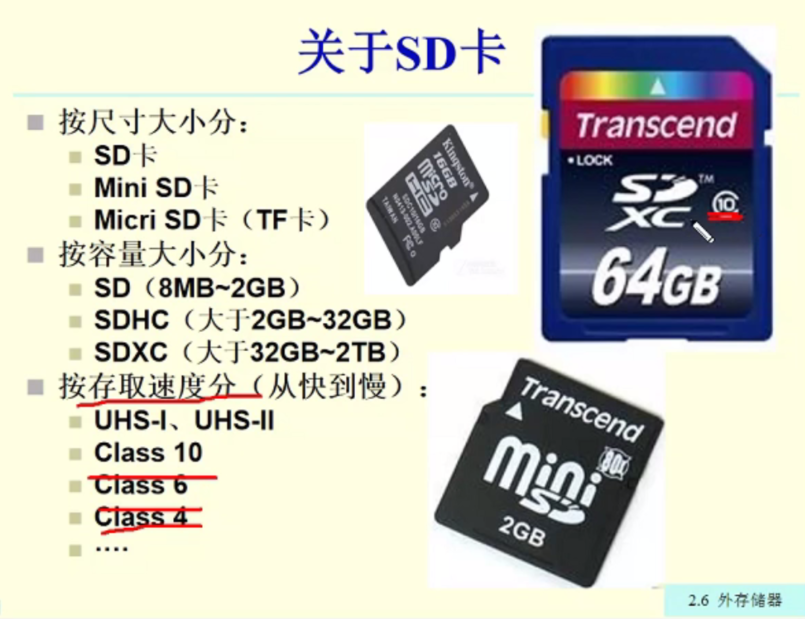 关于SD卡
按尺寸大小分：
SD卡
Mini SD卡
Micri SD卡（TF卡）
按容量大小分：
SD（8MB~2GB）
SDHC（大于2GB~32GB）
SDXC（大于32GB~2TB）
按存取速度分（从快到慢）：
UHS-I、UHS-II
Class 10
Class 6
Class 4
....
Kingston
16GB
micro
SD
HC
TAIWAN
Transcend
LOCK
SD
XC
TM
10
64GB
Transcend
mini
SD
80x
2GB
2.6 外存储器